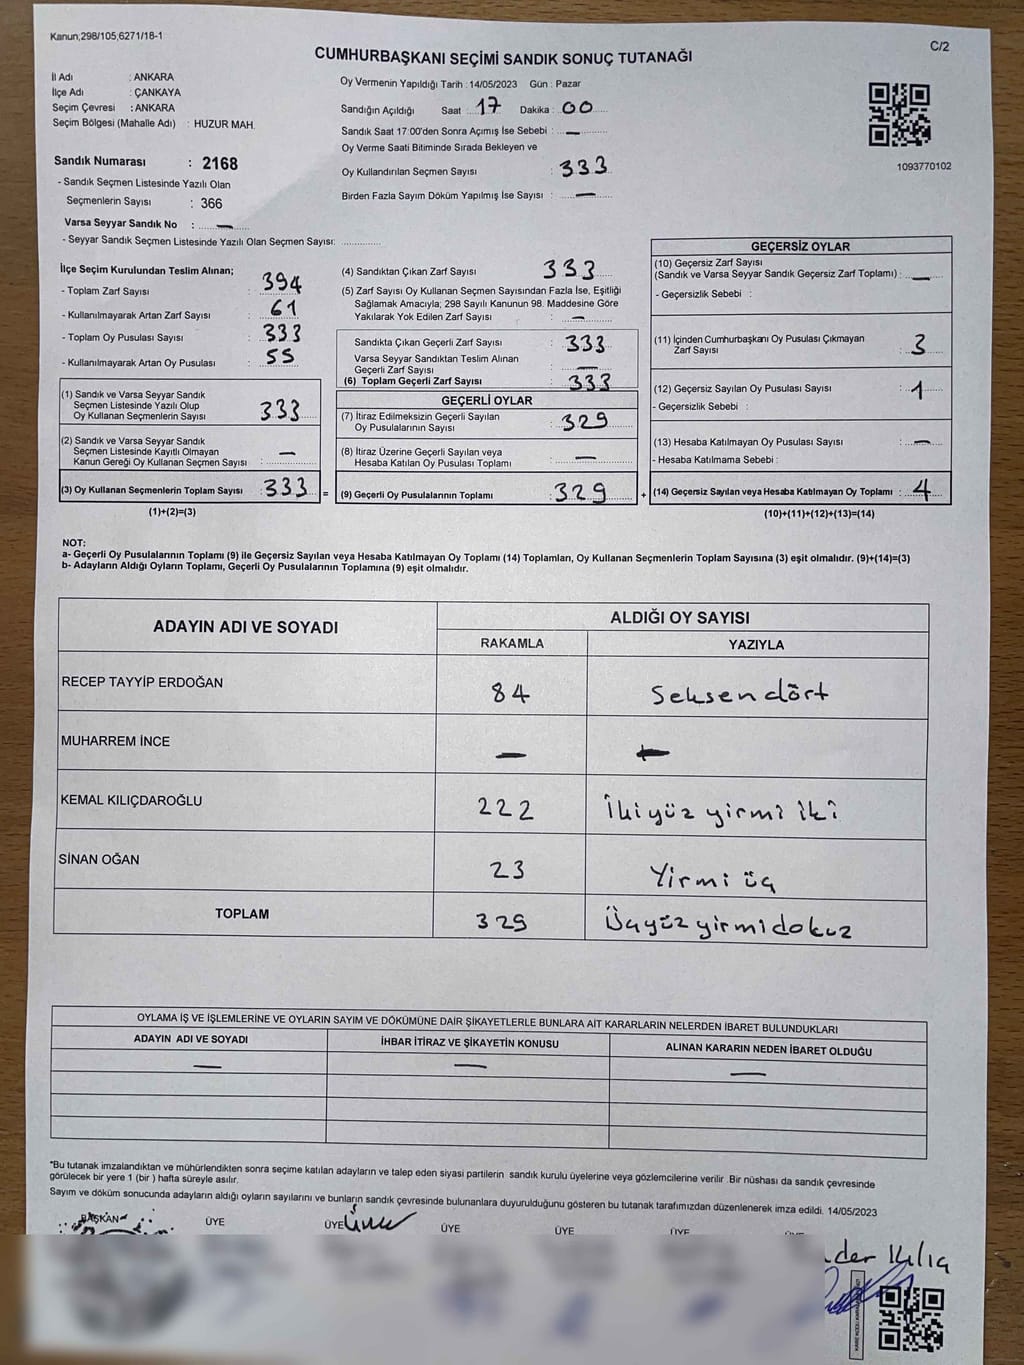 Kanun,298/105,6271/18-1
C/2
CUMHURBAŞKANI SEÇİMİ SANDIK SONUÇ TUTANAĞI
İl Adı : ANKARA
İlçe Adı : ÇANKAYA
Seçim Çevresi : ANKARA
Seçim Bölgesi (Mahalle Adı) : HUZUR MAH.
Sandık Numarası : 2168
- Sandık Seçmen Listesinde Yazılı Olan
Seçmenlerin Sayısı : 366
Varsa Seyyar Sandık No : —
- Seyyar Sandık Seçmen Listesinde Yazılı Olan Seçmen Sayısı: ............
Oy Vermenin Yapıldığı Tarih : 14/05/2023 Gün : Pazar
Sandığın Açıldığı Saat : 17 Dakika : 00
Sandık Saat 17:00'den Sonra Açımış İse Sebebi : —
Oy Verme Saati Bitiminde Sırada Bekleyen ve
Oy Kullandırılan Seçmen Sayısı : 333
Birden Fazla Sayım Döküm Yapılmış İse Sayısı : —
1093770102
İlçe Seçim Kurulundan Teslim Alınan;
- Toplam Zarf Sayısı : 394
- Kullanılmayarak Artan Zarf Sayısı : 61
- Toplam Oy Pusulası Sayısı : 333
- Kullanılmayarak Artan Oy Pusulası : 55
(1) Sandık ve Varsa Seyyar Sandık
Seçmen Listesinde Yazılı Olup
Oy Kullanan Seçmenlerin Sayısı : 333
(2) Sandık ve Varsa Seyyar Sandık
Seçmen Listesinde Kayıtlı Olmayan
Kanun Gereği Oy Kullanan Seçmen Sayısı : —
(3) Oy Kullanan Seçmenlerin Toplam Sayısı : 333 =
(1)+(2)=(3)
(4) Sandıktan Çıkan Zarf Sayısı : 333
(5) Zarf Sayısı Oy Kullanan Seçmen Sayısından Fazla İse, Eşitliği
Sağlamak Amacıyla; 298 Sayılı Kanunun 98. Maddesine Göre
Yakılarak Yok Edilen Zarf Sayısı : —
Sandıkta Çıkan Geçerli Zarf Sayısı : 333
Varsa Seyyar Sandıktan Teslim Alınan
Geçerli Zarf Sayısı : —
(6) Toplam Geçerli Zarf Sayısı : 333
GEÇERLİ OYLAR
(7) İtiraz Edilmeksizin Geçerli Sayılan
Oy Pusulalarının Sayısı : 329
(8) İtiraz Üzerine Geçerli Sayılan veya
Hesaba Katılan Oy Pusulası Toplamı : —
(9) Geçerli Oy Pusulalarının Toplamı : 329 +
GEÇERSİZ OYLAR
(10) Geçersiz Zarf Sayısı
(Sandık ve Varsa Seyyar Sandık Geçersiz Zarf Toplamı) : —
- Geçersizlik Sebebi :
(11) İçinden Cumhurbaşkanı Oy Pusulası Çıkmayan
Zarf Sayısı : 3
(12) Geçersiz Sayılan Oy Pusulası Sayısı : 1
- Geçersizlik Sebebi :
(13) Hesaba Katılmayan Oy Pusulası Sayısı : —
- Hesaba Katılmama Sebebi :
(14) Geçersiz Sayılan veya Hesaba Katılmayan Oy Toplamı : 4
(10)+(11)+(12)+(13)=(14)
NOT:
a- Geçerli Oy Pusulalarının Toplamı (9) ile Geçersiz Sayılan veya Hesaba Katılmayan Oy Toplamı (14) Toplamları, Oy Kullanan Seçmenlerin Toplam Sayısına (3) eşit olmalıdır. (9)+(14)=(3)
b- Adayların Aldığı Oyların Toplamı, Geçerli Oy Pusulalarının Toplamına (9) eşit olmalıdır.
ADAYIN ADI VE SOYADI
ALDIĞI OY SAYISI
RAKAMLA YAZIYLA
RECEP TAYYİP ERDOĞAN 84 Seksen dört
MUHARREM İNCE — —
KEMAL KILIÇDAROĞLU 222 İkiyüz yirmi iki
SİNAN OĞAN 23 Yirmi üç
TOPLAM 329 Üçyüz yirmi dokuz
OYLAMA İŞ VE İŞLEMLERİNE VE OYLARIN SAYIM VE DÖKÜMÜNE DAİR ŞİKAYETLERLE BUNLARA AİT KARARLARIN NELERDEN İBARET BULUNDUKLARI
ADAYIN ADI VE SOYADI İHBAR İTİRAZ VE ŞİKAYETİN KONUSU ALINAN KARARIN NEDEN İBARET OLDUĞU
— — —
*Bu tutanak imzalandıktan ve mühürlendikten sonra seçime katılan adayların ve talep eden siyasi partilerin sandık kurulu üyelerine veya gözlemcilerine verilir. Bir nüshası da sandık çevresinde
görülecek bir yere 1 (bir ) hafta süreyle asılır.
Sayım ve döküm sonucunda adayların aldığı oyların sayılarını ve bunların sandık çevresinde bulunanlara duyurulduğunu gösteren bu tutanak tarafımızdan düzenlenerek imza edildi. 14/05/2023
BAŞKAN ÜYE ÜYE ÜYE ÜYE ÜYE ÜYE
Kılıç